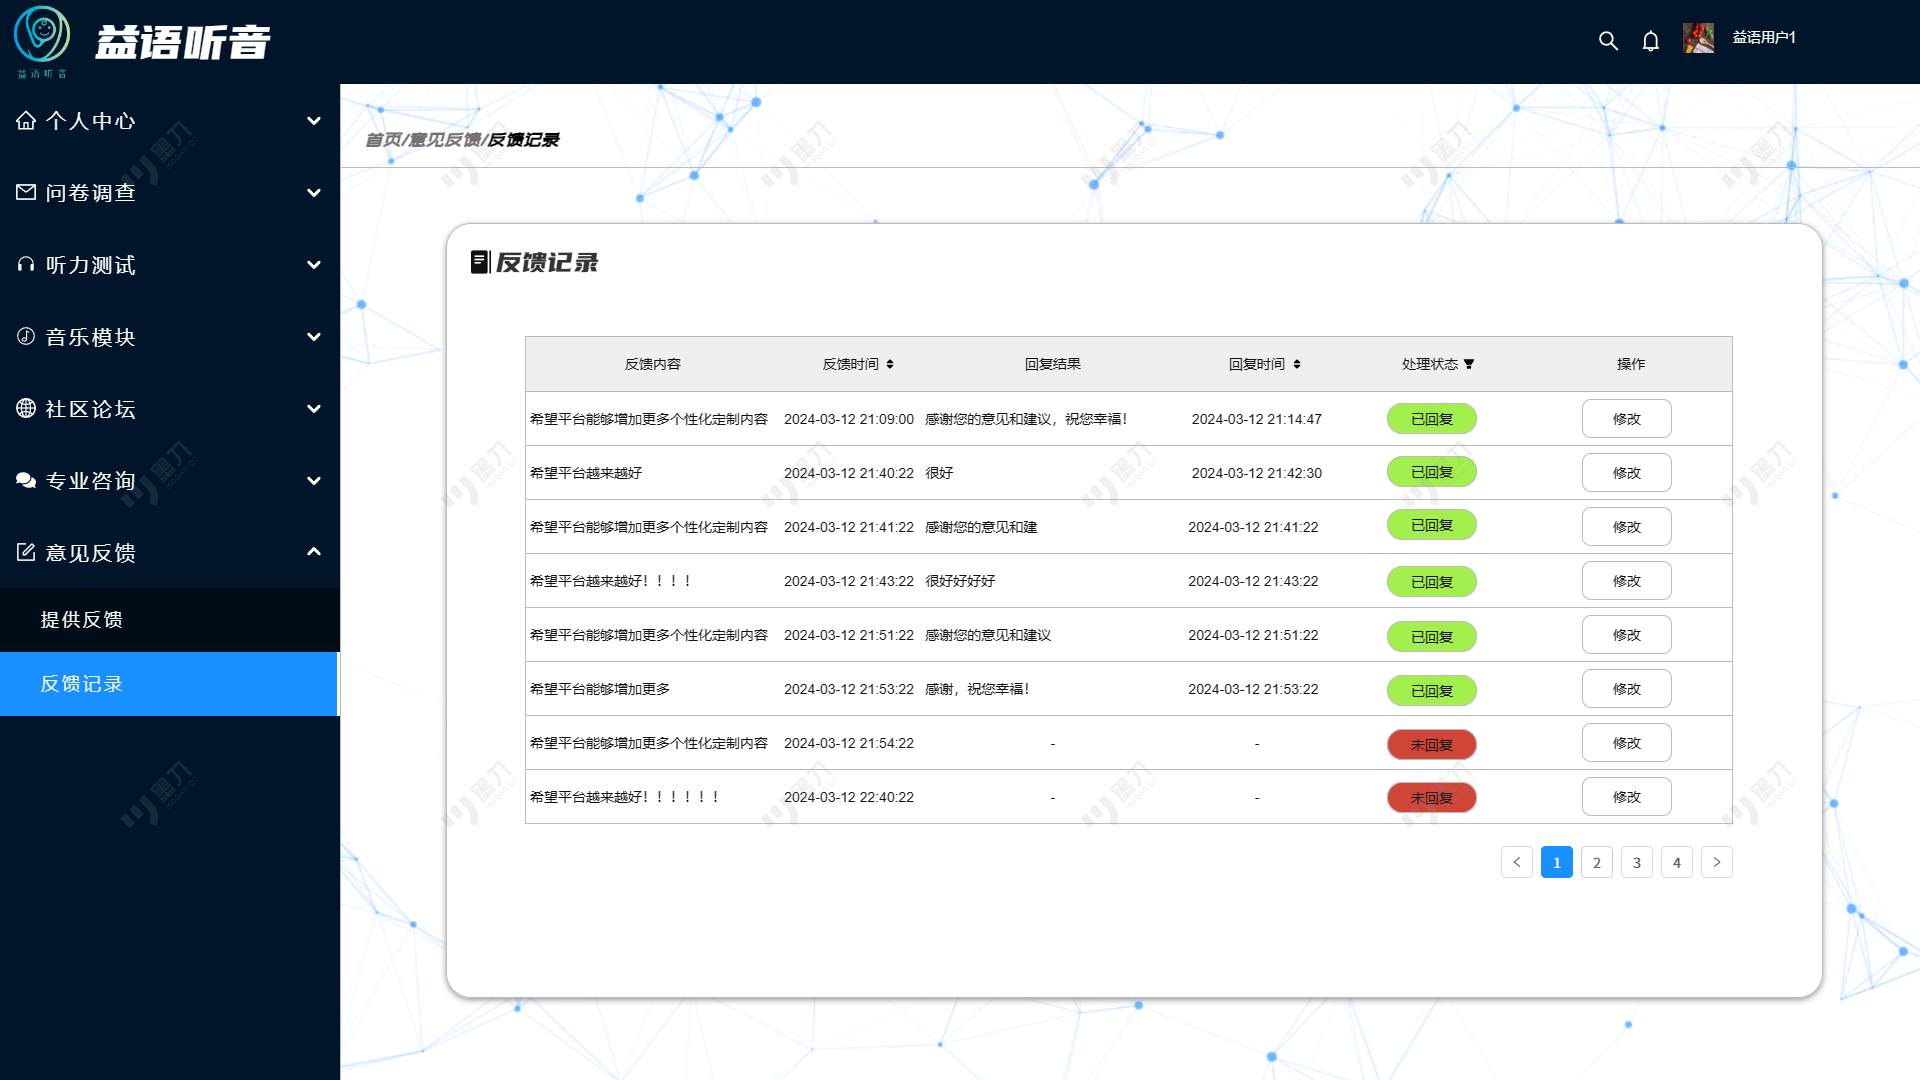 益语听音
益语听音
益语用户1
个人中心
问卷调查
听力测试
音乐模块
社区论坛
专业咨询
意见反馈
提供反馈
反馈记录
首页/意见反馈/反馈记录
反馈记录
反馈内容 反馈时间 回复结果 回复时间 处理状态 操作
希望平台能够增加更多个性化定制内容 2024-03-12 21:09:00 感谢您的意见和建议，祝您幸福！ 2024-03-12 21:14:47 已回复 修改
希望平台越来越好 2024-03-12 21:40:22 很好 2024-03-12 21:42:30 已回复 修改
希望平台能够增加更多个性化定制内容 2024-03-12 21:41:22 感谢您的意见和建 2024-03-12 21:41:22 已回复 修改
希望平台越来越好！！！！ 2024-03-12 21:43:22 很好好好好 2024-03-12 21:43:22 已回复 修改
希望平台能够增加更多个性化定制内容 2024-03-12 21:51:22 感谢您的意见和建议 2024-03-12 21:51:22 已回复 修改
希望平台能够增加更多 2024-03-12 21:53:22 感谢，祝您幸福！ 2024-03-12 21:53:22 已回复 修改
希望平台能够增加更多个性化定制内容 2024-03-12 21:54:22 - - 未回复 修改
希望平台越来越好！！！！！！ 2024-03-12 22:40:22 - - 未回复 修改
< 1 2 3 4 >
墨刀
MODAO.CC